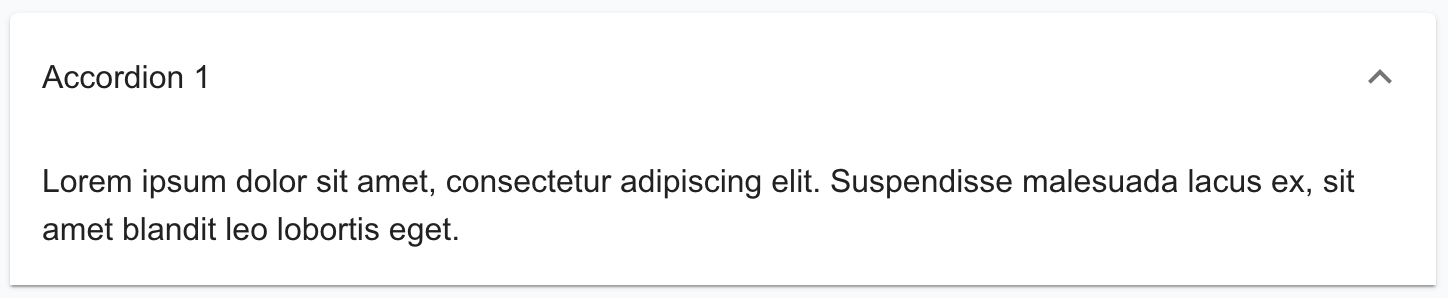 Accordion 1
Lorem ipsum dolor sit amet, consectetur adipiscing elit. Suspendisse malesuada lacus ex, sit
amet blandit leo lobortis eget.